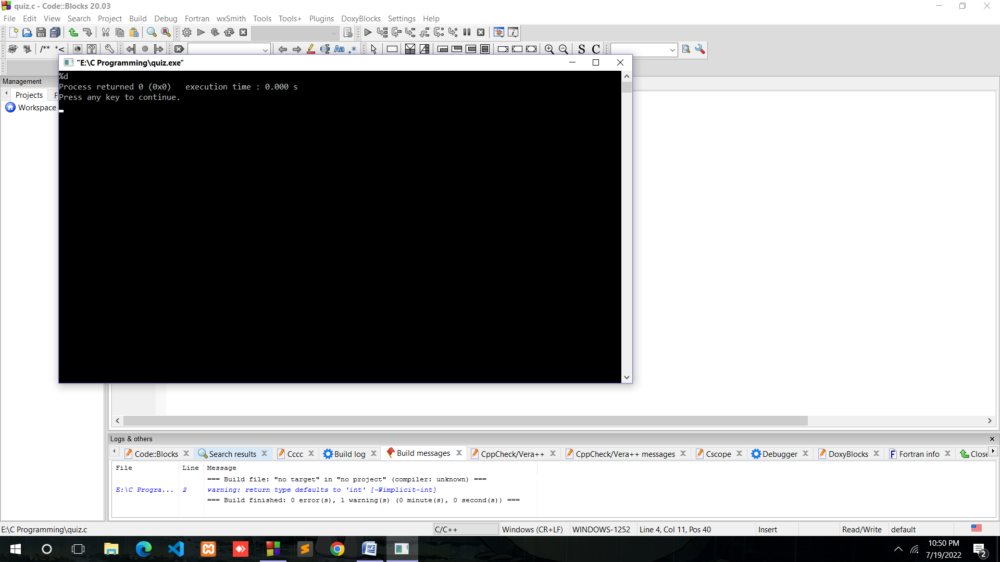 quiz.c - Code::Blocks 20.03
File Edit View Search Project Build Debug Fortran wxSmith Tools Tools+ Plugins DoxyBlocks Settings Help
/** *< Aa .* S C
"E:\C Programming\quiz.exe"
%d
Process returned 0 (0x0)   execution time : 0.000 s
Press any key to continue.
Management
Projects F
Workspace
Logs & others
Code::Blocks Search results Cccc Build log Build messages CppCheck/Vera++ CppCheck/Vera++ messages Cscope Debugger DoxyBlocks Fortran info Close
File Line Message
=== Build file: "no target" in "no project" (compiler: unknown) ===
E:\C Progra... 2 warning: return type defaults to 'int' [-Wimplicit-int]
=== Build finished: 0 error(s), 1 warning(s) (0 minute(s), 0 second(s)) ===
E:\C Programming\quiz.c C/C++ Windows (CR+LF) WINDOWS-1252 Line 4, Col 11, Pos 40 Insert Read/Write default
10:50 PM
7/19/2022
2